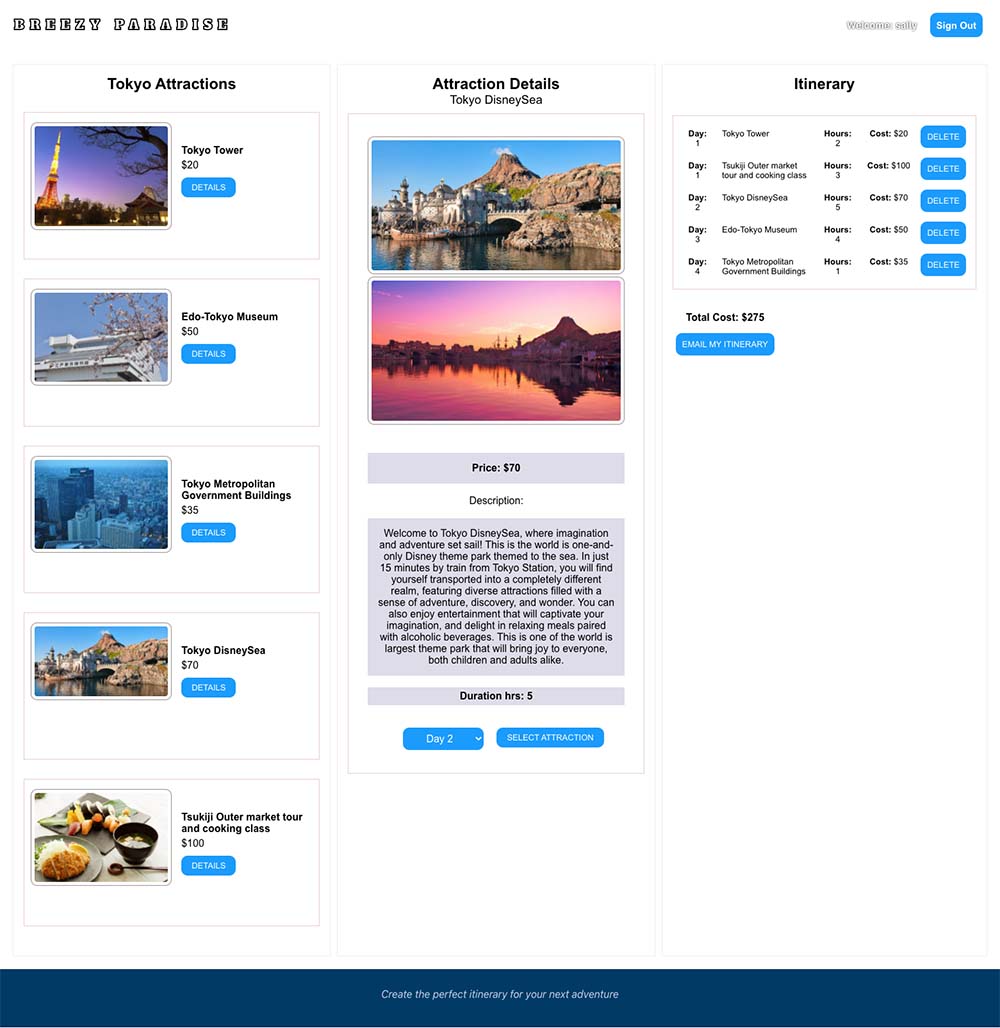 BREEZY PARADISE
Welcome: sally
Sign Out
Tokyo Attractions
Tokyo Tower
$20
DETAILS
Edo-Tokyo Museum
$50
DETAILS
Tokyo Metropolitan
Government Buildings
$35
DETAILS
Tokyo DisneySea
$70
DETAILS
Tsukiji Outer market tour
and cooking class
$100
DETAILS
Attraction Details
Tokyo DisneySea
Price: $70
Description:
Welcome to Tokyo DisneySea, where imagination
and adventure set sail! This is the world is one-and-
only Disney theme park themed to the sea. In just
15 minutes by train from Tokyo Station, you will find
yourself transported into a completely different
realm, featuring diverse attractions filled with a
sense of adventure, discovery, and wonder. You can
also enjoy entertainment that will captivate your
imagination, and delight in relaxing meals paired
with alcoholic beverages. This is one of the world is
largest theme park that will bring joy to everyone,
both children and adults alike.
Duration hrs: 5
Day 2
SELECT ATTRACTION
Itinerary
Day: Tokyo Tower Hours: Cost: $20 DELETE
1 2
Day: Tsukiji Outer market Hours: Cost: $100 DELETE
1 tour and cooking class 3
Day: Tokyo DisneySea Hours: Cost: $70 DELETE
2 5
Day: Edo-Tokyo Museum Hours: Cost: $50 DELETE
3 4
Day: Tokyo Metropolitan Hours: Cost: $35 DELETE
4 Government Buildings 1
Total Cost: $275
EMAIL MY ITINERARY
Create the perfect itinerary for your next adventure